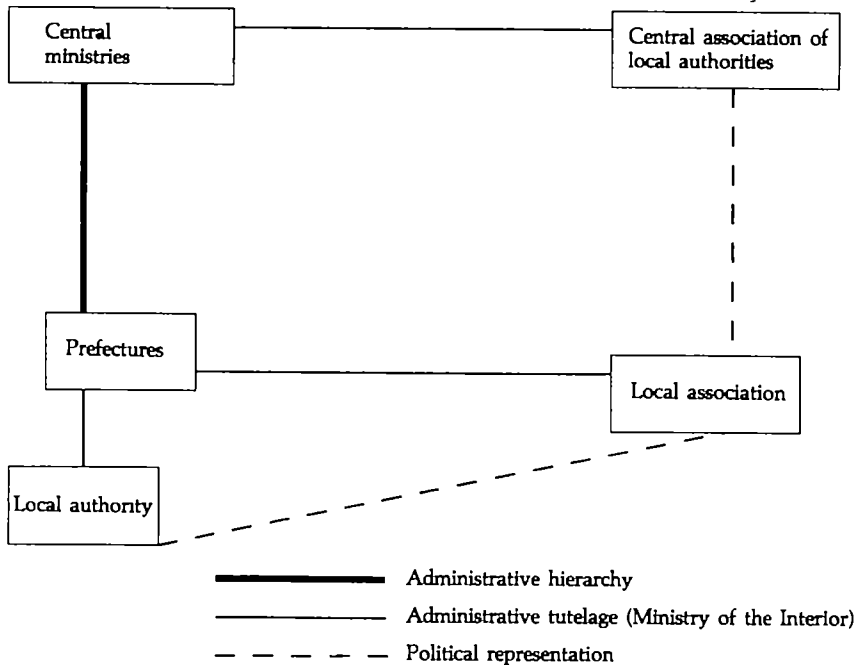 Central
ministries
Central association of
local authorities
Prefectures
Local association
Local authority
Administrative hierarchy
Administrative tutelage (Ministry of the Interior)
Political representation